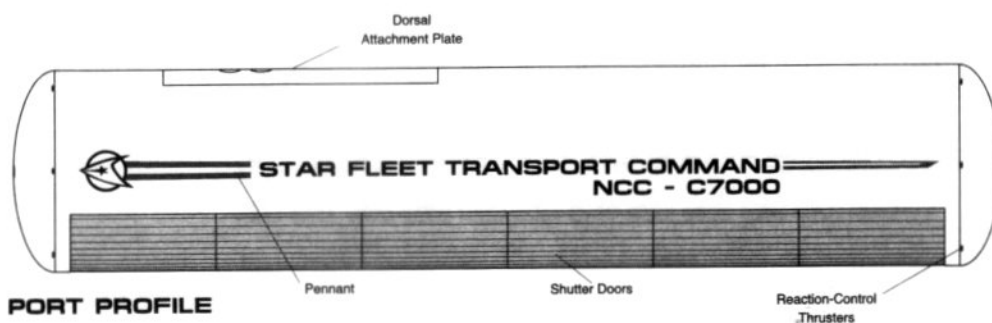 Dorsal
Attachment Plate
STAR FLEET TRANSPORT COMMAND
NCC - C7000
Pennant
Shutter Doors
Reaction-Control
Thrusters
PORT PROFILE